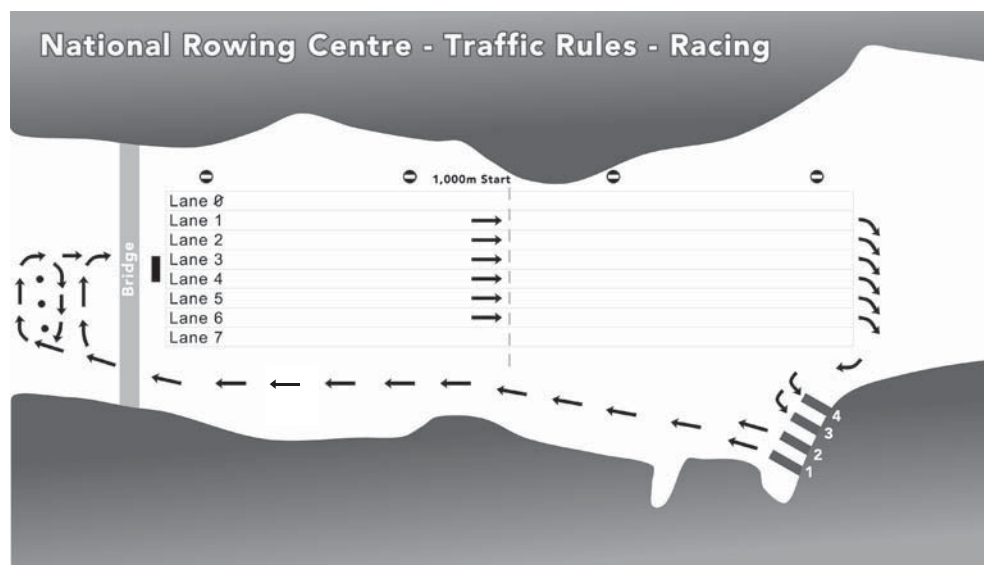 National Rowing Centre - Traffic Rules - Racing
1,000m Start
Lane 0
Lane 1
Lane 2
Lane 3
Lane 4
Lane 5
Lane 6
Lane 7
Bridge
4
3
2
1